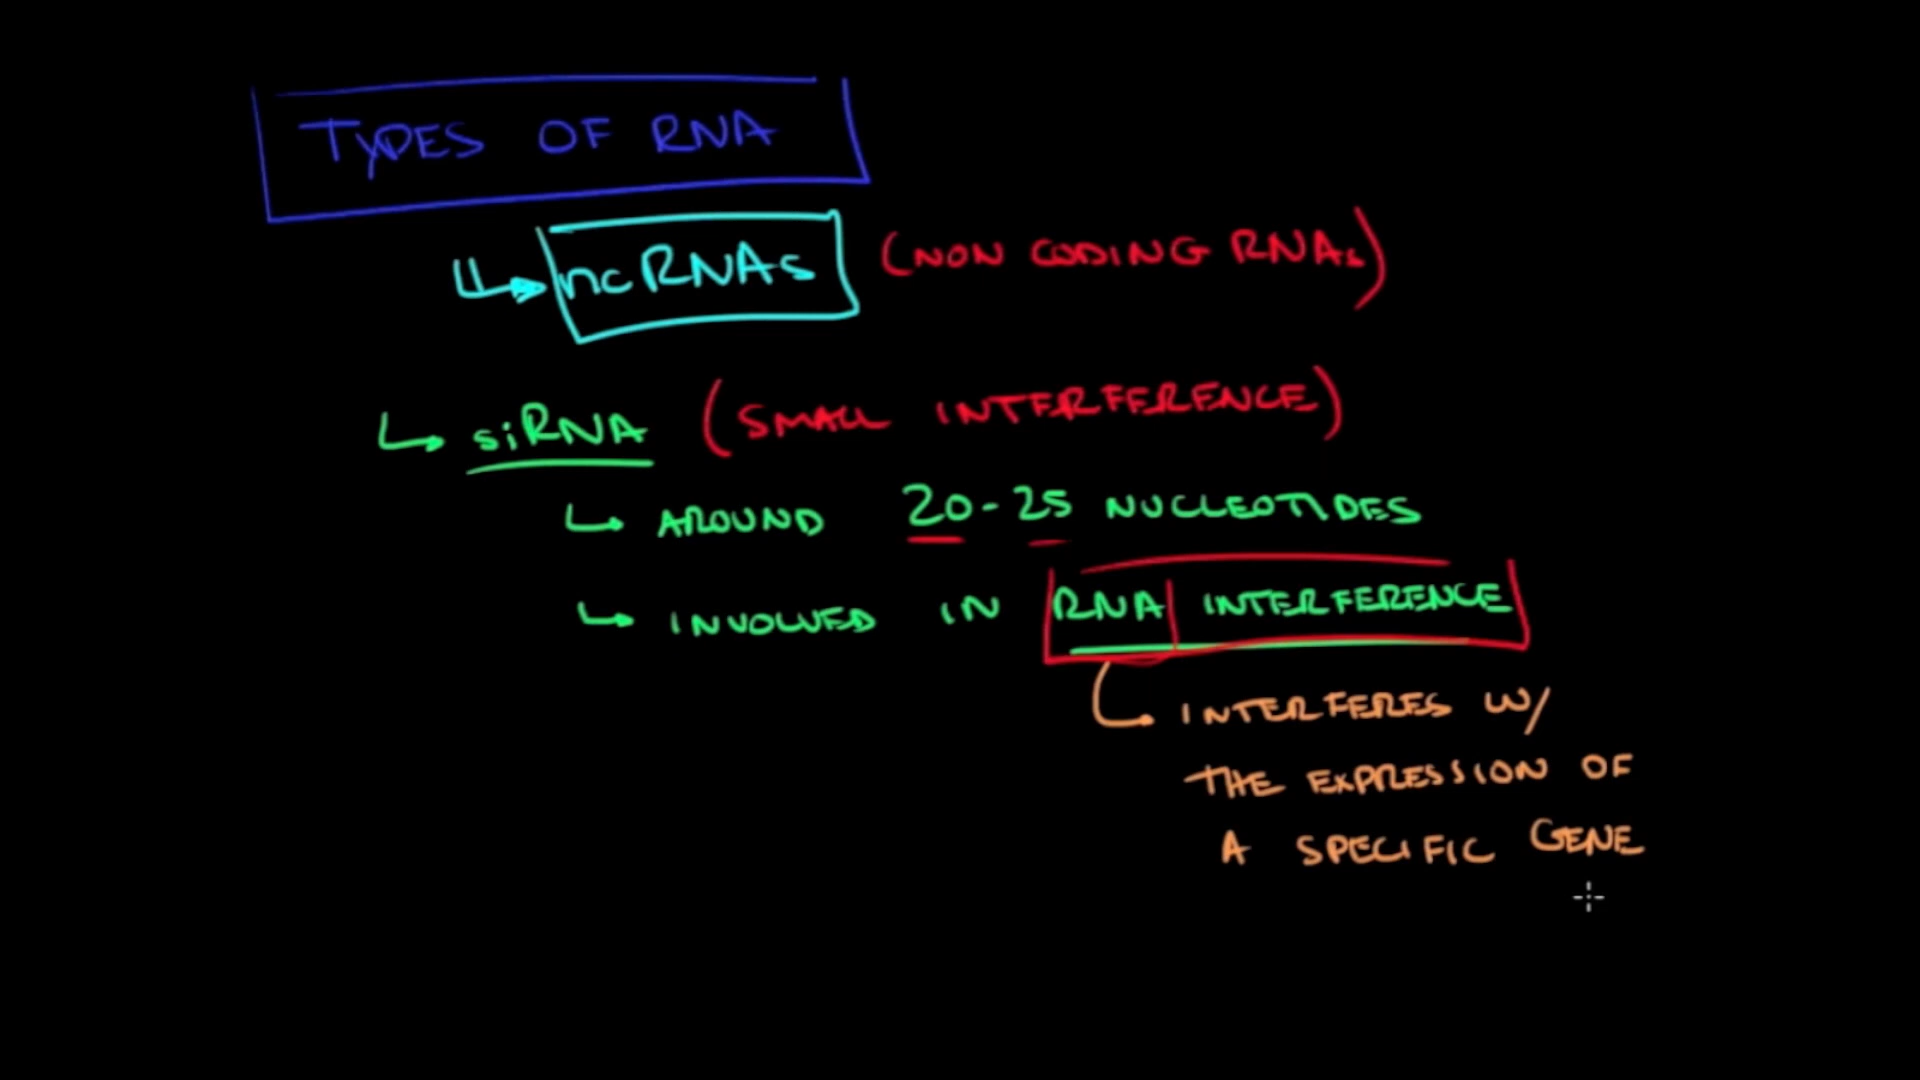 TYPES OF RNA
ncRNAs (NON CODING RNAs)
siRNA (SMALL INTERFERENCE)
AROUND 20-25 NUCLEOTIDES
INVOLVED IN RNA INTERFERENCE
INTERFERES W/
THE EXPRESSION OF
A SPECIFIC GENE